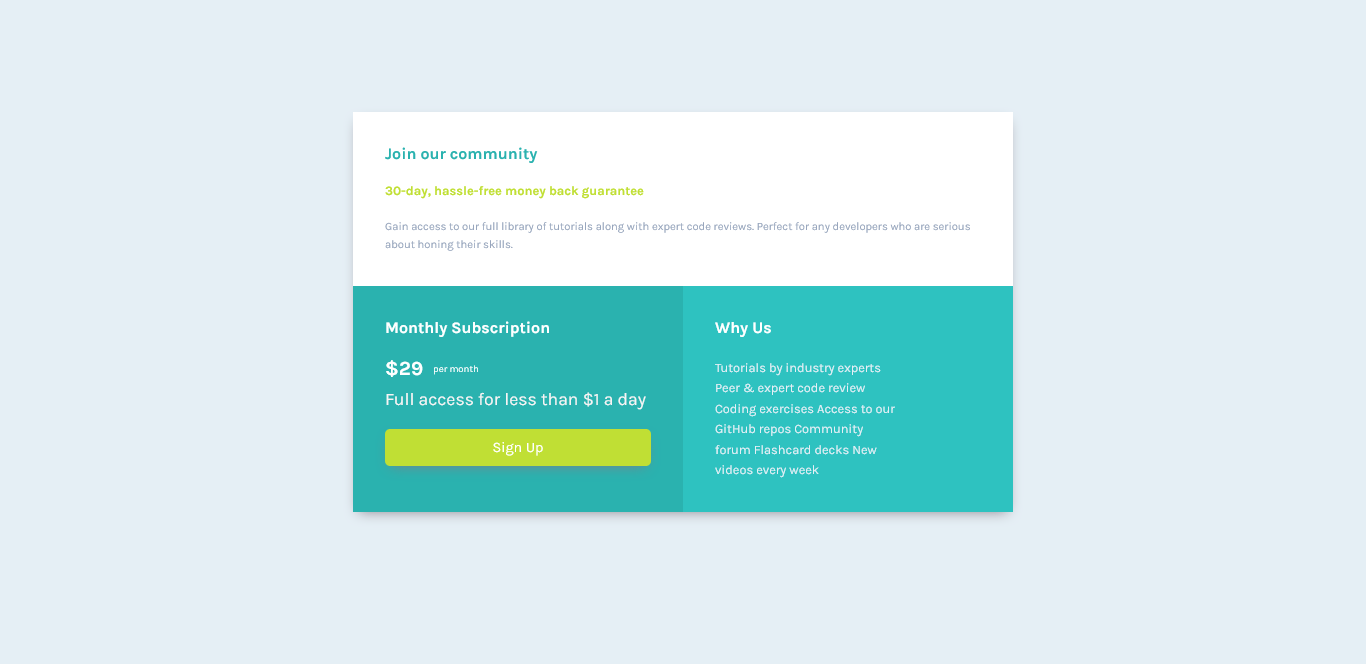 Join our community
30-day, hassle-free money back guarantee
Gain access to our full library of tutorials along with expert code reviews. Perfect for any developers who are serious
about honing their skills.
Monthly Subscription
$29 per month
Full access for less than $1 a day
Sign Up
Why Us
Tutorials by industry experts
Peer & expert code review
Coding exercises Access to our
GitHub repos Community
forum Flashcard decks New
videos every week